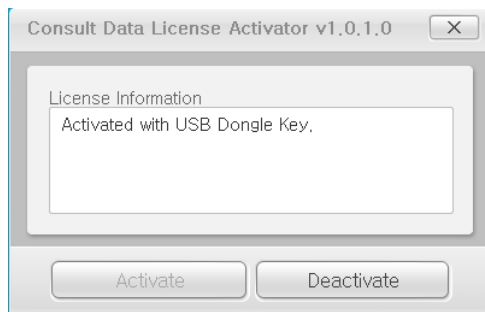 Consult Data License Activator v1.0.1.0
License Information
Activated with USB Dongle Key.
Activate
Deactivate